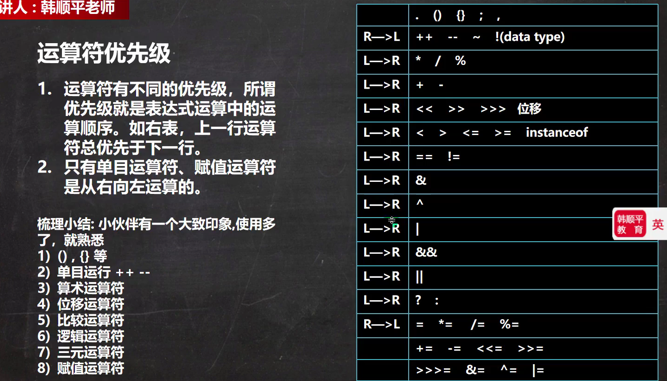 讲人：韩顺平老师
运算符优先级
1. 运算符有不同的优先级，所谓
优先级就是表达式运算中的运
算顺序。如右表，上一行运算
符总优先于下一行。
2. 只有单目运算符、赋值运算符
是从右向左运算的。
梳理小结: 小伙伴有一个大致印象,使用多
了，就熟悉
1) () , {} 等
2) 单目运行 ++ --
3) 算术运算符
4) 位移运算符
5) 比较运算符
6) 逻辑运算符
7) 三元运算符
8) 赋值运算符
. () {} ; ,
R—>L ++ -- ~ !(data type)
L—>R * / %
L—>R + -
L—>R << >> >>> 位移
L—>R < > <= >= instanceof
L—>R == !=
L—>R &
L—>R ^
L—>R |
L—>R &&
L—>R ||
L—>R ? :
R—>L = *= /= %=
+= -= <<= >>=
>>>= &= ^= |=
韩顺平
教 育
英